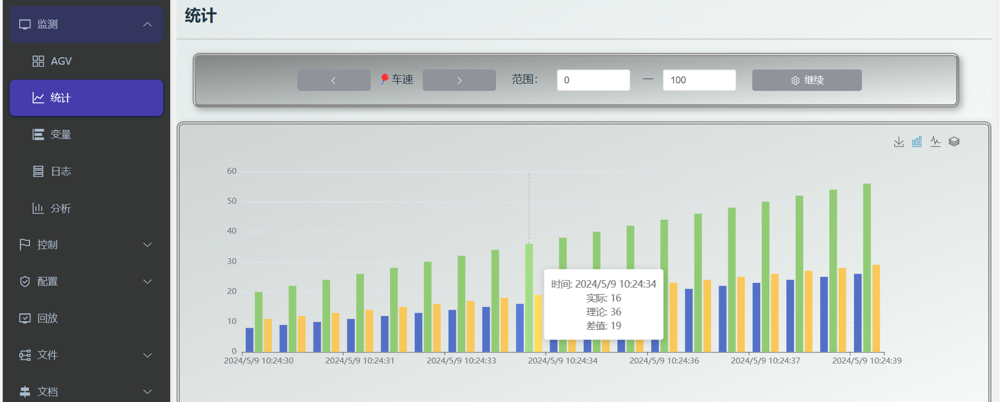 监测
AGV
统计
变量
日志
分析
控制
配置
回放
文件
文档
统计
车速
范围：
0
—
100
继续
60
50
40
30
20
10
0
时间: 2024/5/9 10:24:34
实际: 16
理论: 36
差值: 19
2024/5/9 10:24:30
2024/5/9 10:24:31
2024/5/9 10:24:33
2024/5/9 10:24:34
2024/5/9 10:24:36
2024/5/9 10:24:37
2024/5/9 10:24:39